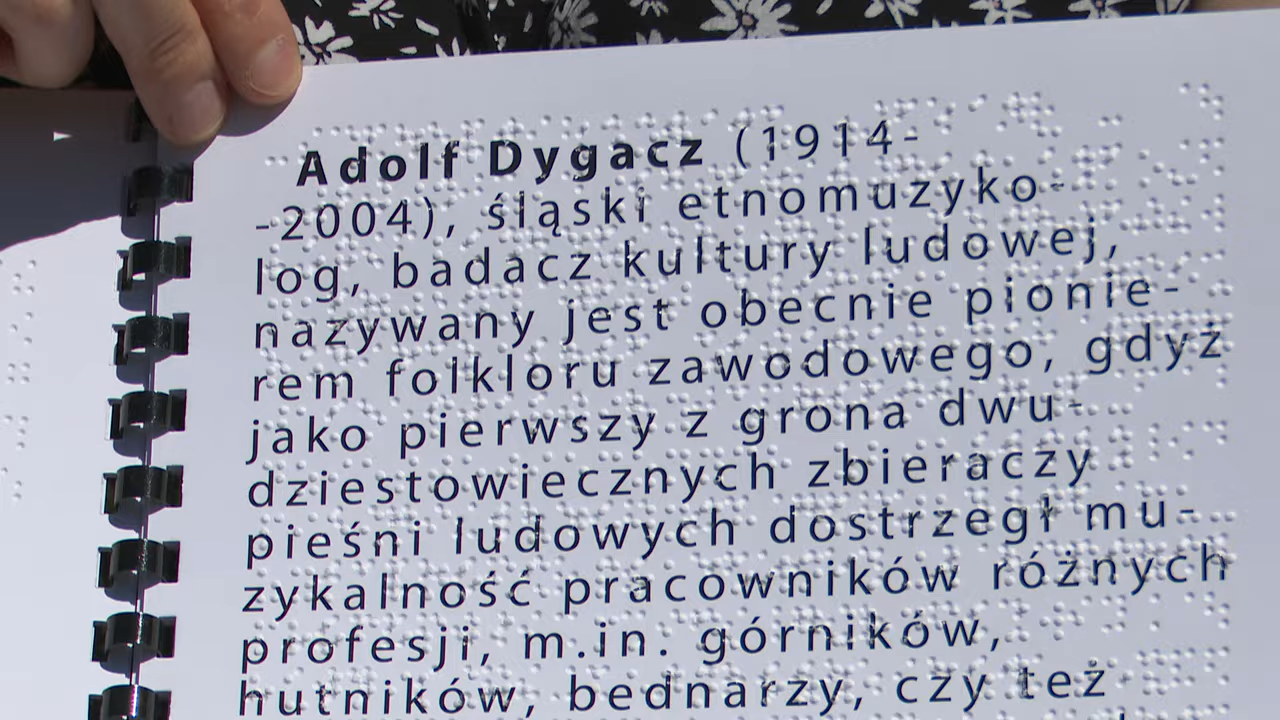 Adolf Dygacz (1914-
-2004), śląski etnomuzyko-
log, badacz kultury ludowej,
nazywany jest obecnie pionie-
rem folkloru zawodowego, gdyż
jako pierwszy z grona dwu-
dziestowiecznych zbieraczy
pieśni ludowych dostrzegł mu-
zykalność pracowników różnych
profesji, m.in. górników,
hutników, bednarzy, czy też